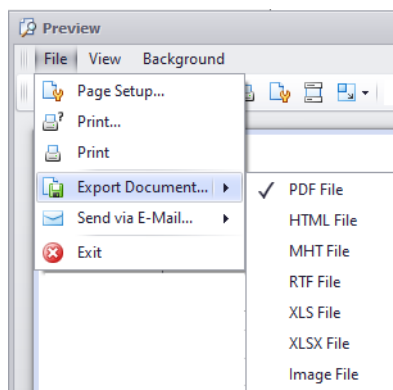 Preview
File View Background
Page Setup...
Print...
Print
Export Document...
Send via E-Mail...
Exit
PDF File
HTML File
MHT File
RTF File
XLS File
XLSX File
Image File